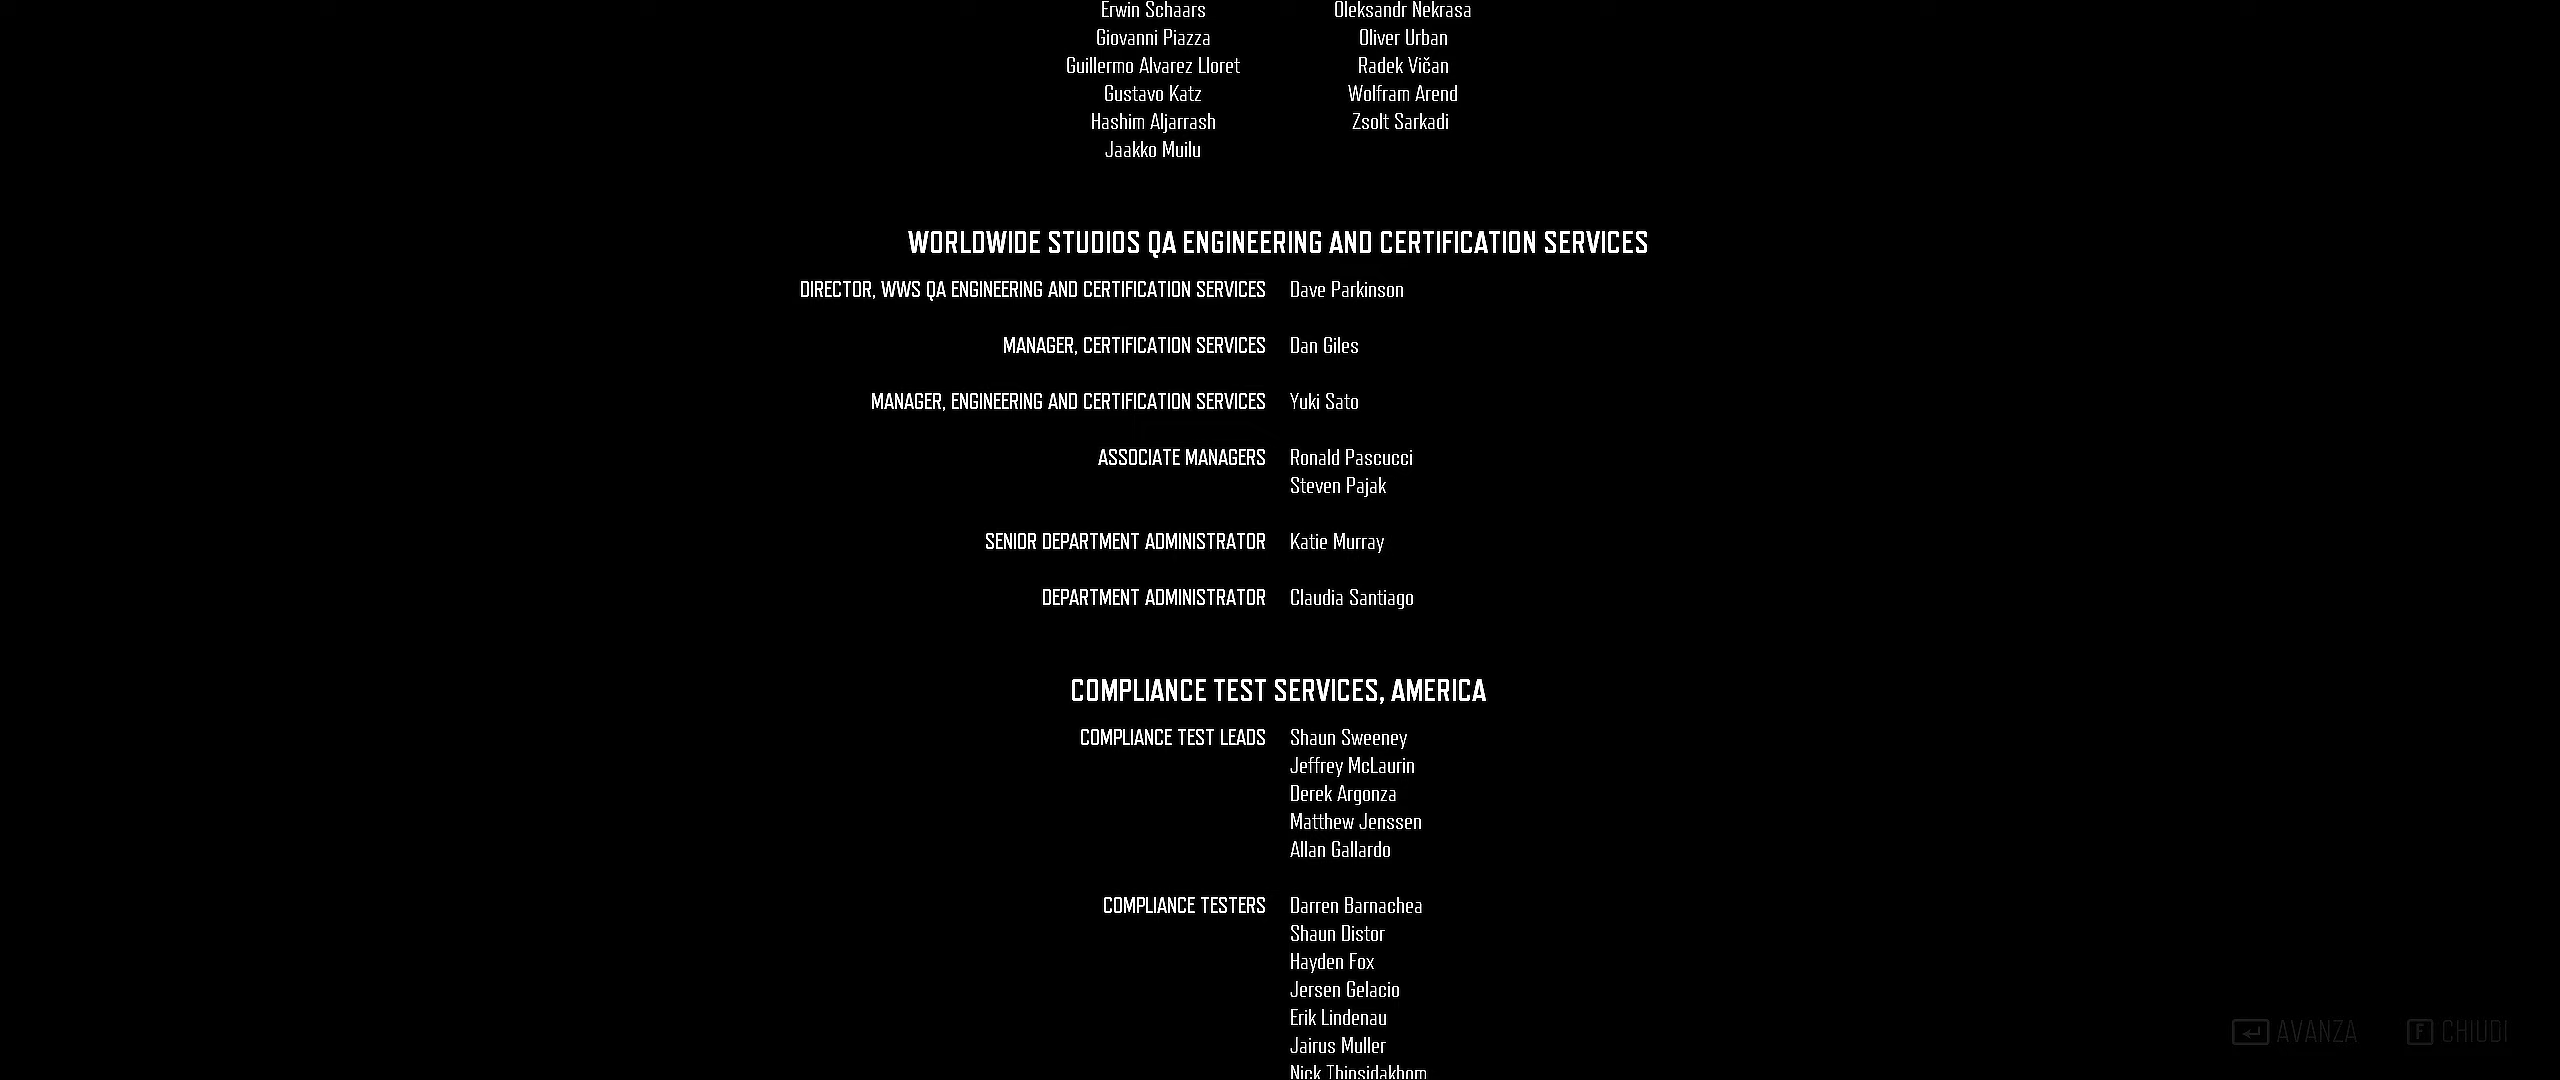 Erwin Schaars Oleksandr Nekrasa
Giovanni Piazza Oliver Urban
Guillermo Alvarez Lloret Radek Vičan
Gustavo Katz Wolfram Arend
Hashim Aljarrash Zsolt Sarkadi
Jaakko Muilu
WORLDWIDE STUDIOS QA ENGINEERING AND CERTIFICATION SERVICES
DIRECTOR, WWS QA ENGINEERING AND CERTIFICATION SERVICES Dave Parkinson
MANAGER, CERTIFICATION SERVICES Dan Giles
MANAGER, ENGINEERING AND CERTIFICATION SERVICES Yuki Sato
ASSOCIATE MANAGERS Ronald Pascucci
Steven Pajak
SENIOR DEPARTMENT ADMINISTRATOR Katie Murray
DEPARTMENT ADMINISTRATOR Claudia Santiago
COMPLIANCE TEST SERVICES, AMERICA
COMPLIANCE TEST LEADS Shaun Sweeney
Jeffrey McLaurin
Derek Argonza
Matthew Jenssen
Allan Gallardo
COMPLIANCE TESTERS Darren Barnachea
Shaun Distor
Hayden Fox
Jersen Gelacio
Erik Lindenau
Jairus Muller
Nick Thipsidakhom
AVANZA F CHIUDI